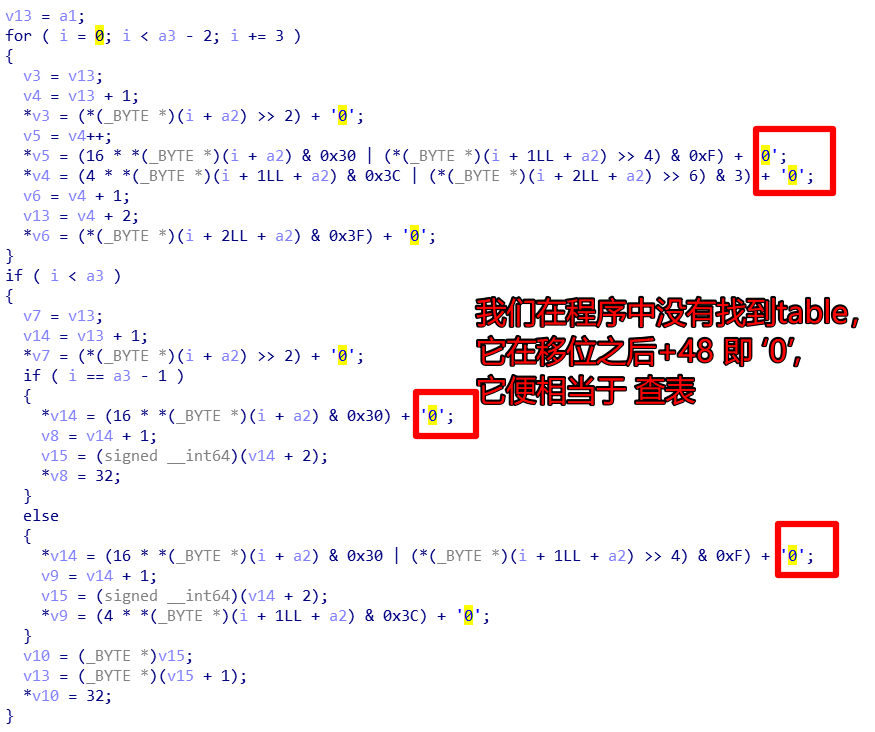 v13 = a1;
for ( i = 0; i < a3 - 2; i += 3 )
{
  v3 = v13;
  v4 = v13 + 1;
  *v3 = (*(_BYTE *)(i + a2) >> 2) + '0';
  v5 = v4++;
  *v5 = (16 * *(_BYTE *)(i + a2) & 0x30 | (*(_BYTE *)(i + 1LL + a2) >> 4) & 0xF) + '0';
  *v4 = (4 * *(_BYTE *)(i + 1LL + a2) & 0x3C | (*(_BYTE *)(i + 2LL + a2) >> 6) & 3) + '0';
  v6 = v4 + 1;
  v13 = v4 + 2;
  *v6 = (*(_BYTE *)(i + 2LL + a2) & 0x3F) + '0';
}
if ( i < a3 )
{
  v7 = v13;
  v14 = v13 + 1;
  *v7 = (*(_BYTE *)(i + a2) >> 2) + '0';
  if ( i == a3 - 1 )
  {
    *v14 = (16 * *(_BYTE *)(i + a2) & 0x30) + '0';
    v8 = v14 + 1;
    v15 = (signed __int64)(v14 + 2);
    *v8 = 32;
  }
  else
  {
    *v14 = (16 * *(_BYTE *)(i + a2) & 0x30 | (*(_BYTE *)(i + 1LL + a2) >> 4) & 0xF) + '0';
    v9 = v14 + 1;
    v15 = (signed __int64)(v14 + 2);
    *v9 = (4 * *(_BYTE *)(i + 1LL + a2) & 0x3C) + '0';
  }
  v10 = (_BYTE *)v15;
  v13 = (_BYTE *)(v15 + 1);
  *v10 = 32;
}
我们在程序中没有找到table，
它在移位之后+48 即 ‘0’,
它便相当于 查表